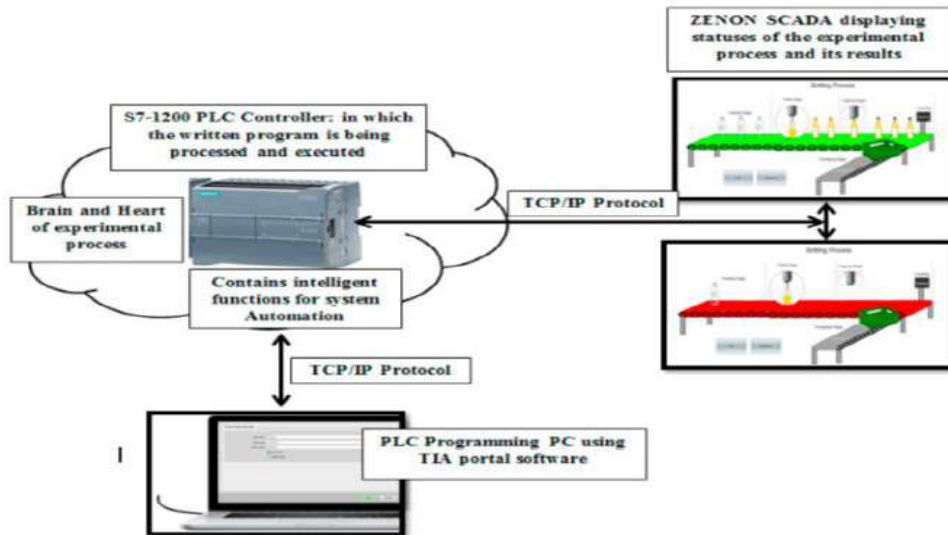 ZENON SCADA displaying
statuses of the experimental
process and its results
S7-1200 PLC Controller: in which
the written program is being
processed and executed
Brain and Heart
of experimental
process
TCP/IP Protocol
Contains intelligent
functions for system
Automation
TCP/IP Protocol
PLC Programming PC using
TIA portal software